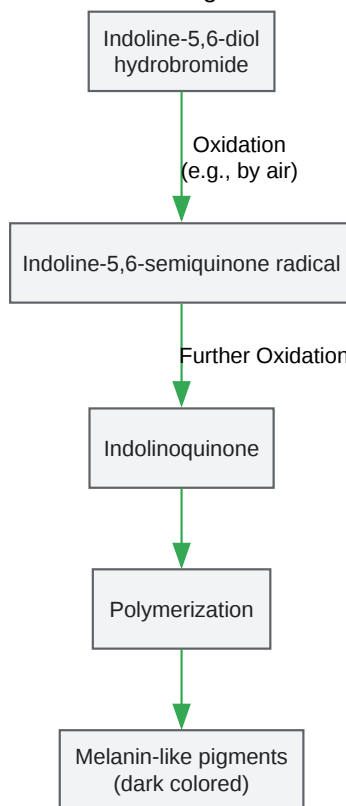 Indoline-5,6-diol
hydrobromide
Oxidation
(e.g., by air)
Indoline-5,6-semiquinone radical
Further Oxidation
Indolinoquinone
Polymerization
Melanin-like pigments
(dark colored)